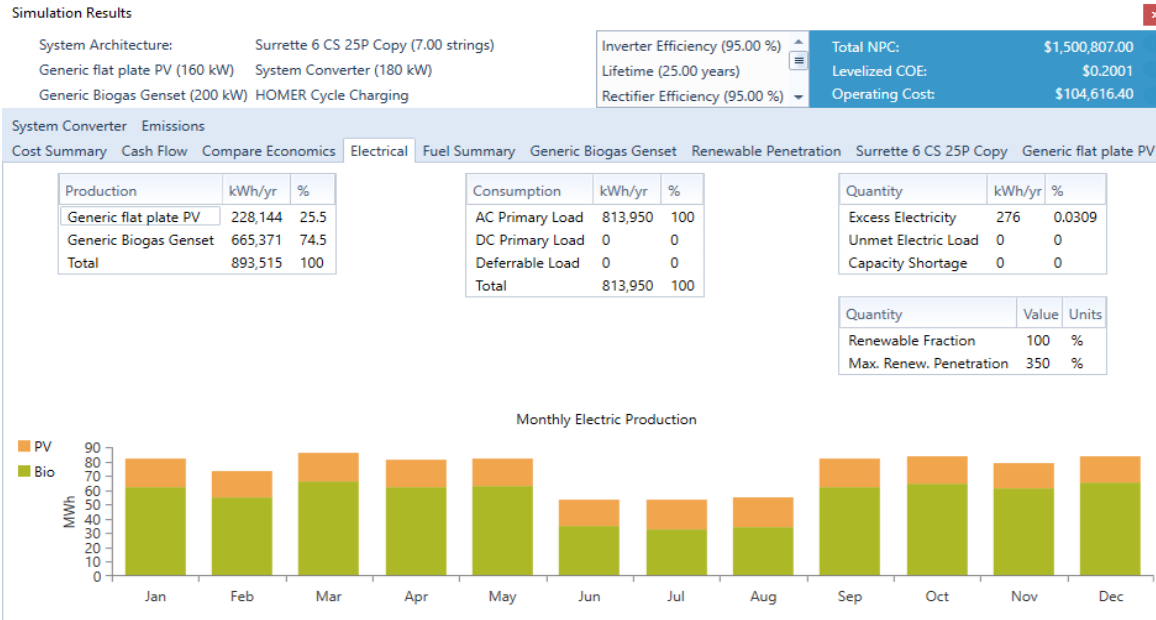 Simulation Results
System Architecture: Surrette 6 CS 25P Copy (7.00 strings)
Generic flat plate PV (160 kW) System Converter (180 kW)
Generic Biogas Genset (200 kW) HOMER Cycle Charging
Inverter Efficiency (95.00 %)
Lifetime (25.00 years)
Rectifier Efficiency (95.00 %)
Total NPC: $1,500,807.00
Levelized COE: $0.2001
Operating Cost: $104,616.40
System Converter Emissions
Cost Summary Cash Flow Compare Economics Electrical Fuel Summary Generic Biogas Genset Renewable Penetration Surrette 6 CS 25P Copy Generic flat plate PV
Production kWh/yr %
Generic flat plate PV 228,144 25.5
Generic Biogas Genset 665,371 74.5
Total 893,515 100
Consumption kWh/yr %
AC Primary Load 813,950 100
DC Primary Load 0 0
Deferrable Load 0 0
Total 813,950 100
Quantity kWh/yr %
Excess Electricity 276 0.0309
Unmet Electric Load 0 0
Capacity Shortage 0 0
Quantity Value Units
Renewable Fraction 100 %
Max. Renew. Penetration 350 %
Monthly Electric Production
PV
Bio
MWh
90
80
70
60
50
40
30
20
10
0
Jan Feb Mar Apr May Jun Jul Aug Sep Oct Nov Dec